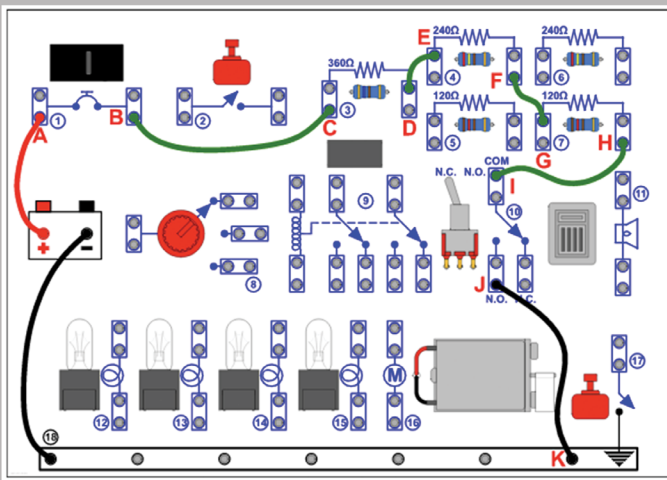 E 240Ω 240Ω
360Ω
4 F 6
A 1 B 2 C 3 D 120Ω 120Ω
5 G 7 H
N.C. N.O. COM
I
9 11
10
+ -
8
J
N.O. N.C.
M 17
12 13 14 15 16
18
K